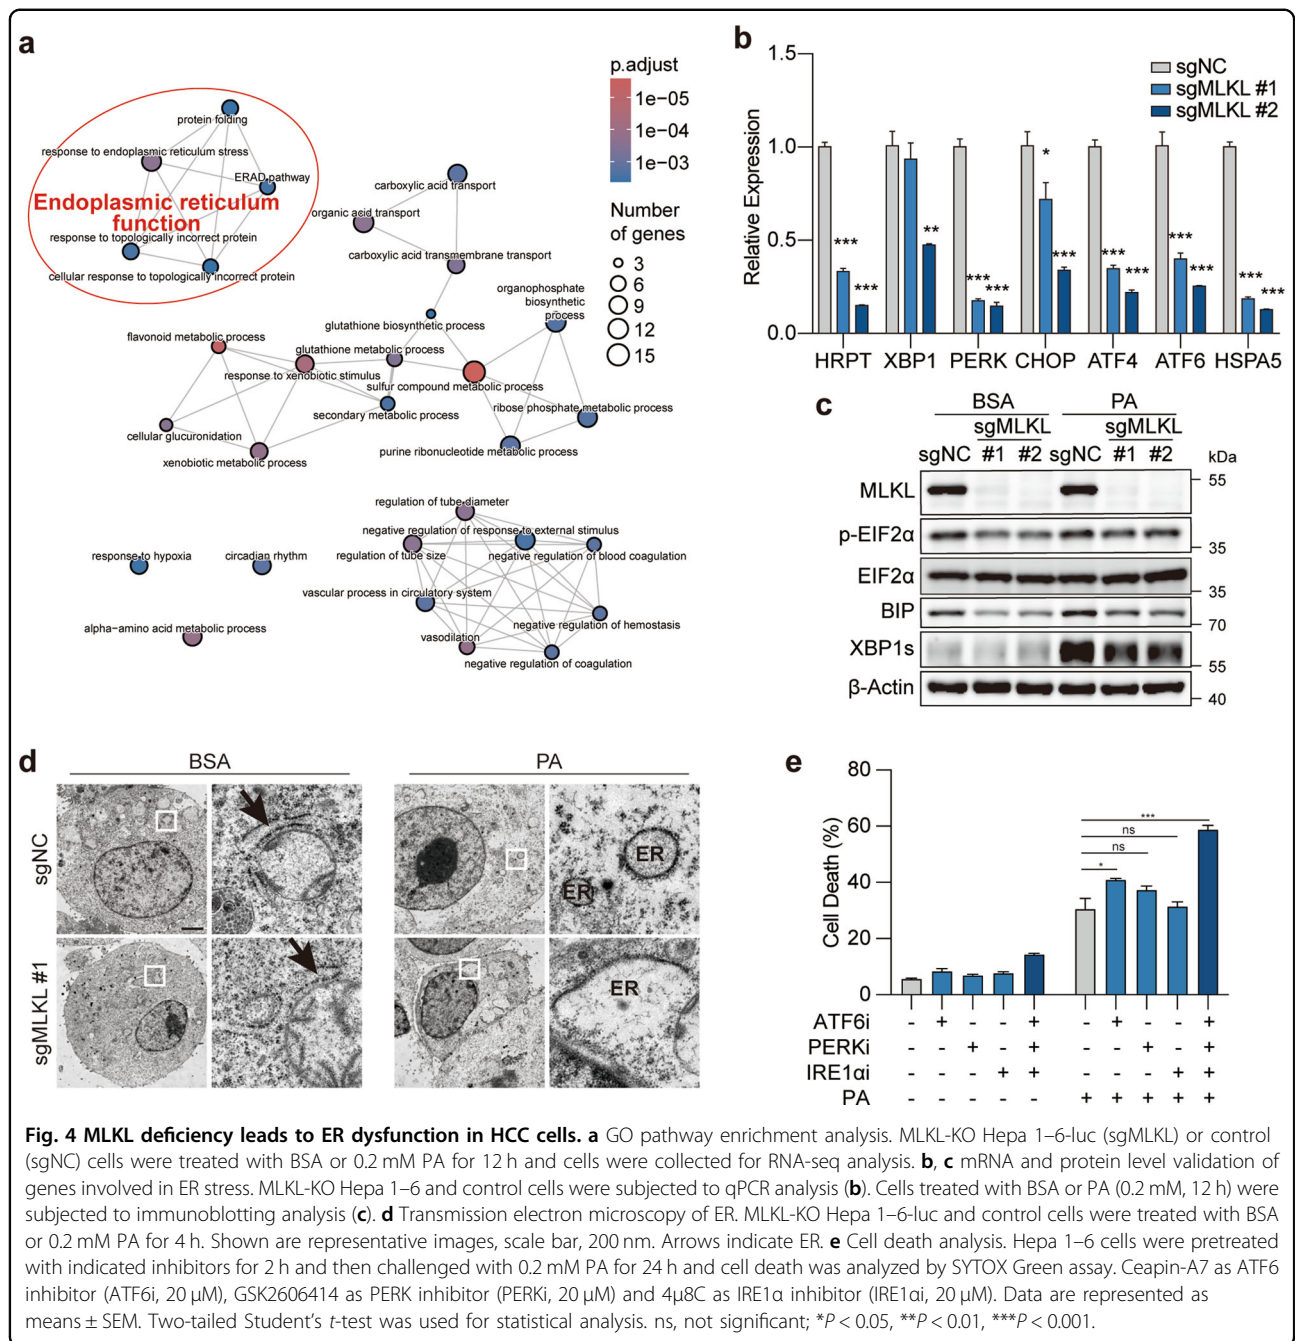 a
p.adjust
1e−05
1e−04
1e−03
Number
of genes
3
6
9
12
15
protein folding
response to endoplasmic reticulum stress
ERAD pathway
Endoplasmic reticulum
function
response to topologically incorrect protein
cellular response to topologically incorrect protein
carboxylic acid transport
organic acid transport
carboxylic acid transmembrane transport
organophosphate
biosynthetic
process
glutathione biosynthetic process
flavonoid metabolic process
glutathione metabolic process
response to xenobiotic stimulus
sulfur compound metabolic process
secondary metabolic process
ribose phosphate metabolic process
cellular glucuronidation
purine ribonucleotide metabolic process
xenobiotic metabolic process
regulation of tube diameter
negative regulation of response to external stimulus
regulation of tube size
negative regulation of blood coagulation
response to hypoxia
circadian rhythm
vascular process in circulatory system
negative regulation of hemostasis
alpha−amino acid metabolic process
vasodilation
negative regulation of coagulation
b
Relative Expression
1.5
1.0
0.5
0.0
sgNC
sgMLKL #1
sgMLKL #2
*** *** ** *** *** * *** *** *** *** *** *** ***
HRPT XBP1 PERK CHOP ATF4 ATF6 HSPA5
c
BSA PA
sgMLKL sgMLKL
sgNC #1 #2 sgNC #1 #2 kDa
MLKL 55
p-EIF2α 35
EIF2α 35
BIP 70
XBP1s 55
β-Actin 40
d
BSA PA
sgNC
ER
ER
sgMLKL #1
ER
e
Cell Death (%)
80
60
40
20
0
***
ns
ns
*
ATF6i - + - - + - + - - +
PERKi - - + - + - - + - +
IRE1αi - - - + + - - - + +
PA - - - - - + + + + +
Fig. 4 MLKL deficiency leads to ER dysfunction in HCC cells. a GO pathway enrichment analysis. MLKL-KO Hepa 1–6-luc (sgMLKL) or control
(sgNC) cells were treated with BSA or 0.2 mM PA for 12 h and cells were collected for RNA-seq analysis. b, c mRNA and protein level validation of
genes involved in ER stress. MLKL-KO Hepa 1–6 and control cells were subjected to qPCR analysis (b). Cells treated with BSA or PA (0.2 mM, 12 h) were
subjected to immunoblotting analysis (c). d Transmission electron microscopy of ER. MLKL-KO Hepa 1–6-luc and control cells were treated with BSA
or 0.2 mM PA for 4 h. Shown are representative images, scale bar, 200 nm. Arrows indicate ER. e Cell death analysis. Hepa 1–6 cells were pretreated
with indicated inhibitors for 2 h and then challenged with 0.2 mM PA for 24 h and cell death was analyzed by SYTOX Green assay. Ceapin-A7 as ATF6
inhibitor (ATF6i, 20 μM), GSK2606414 as PERK inhibitor (PERKi, 20 μM) and 4μ8C as IRE1α inhibitor (IRE1αi, 20 μM). Data are represented as
means ± SEM. Two-tailed Student's t-test was used for statistical analysis. ns, not significant; *P < 0.05, **P < 0.01, ***P < 0.001.